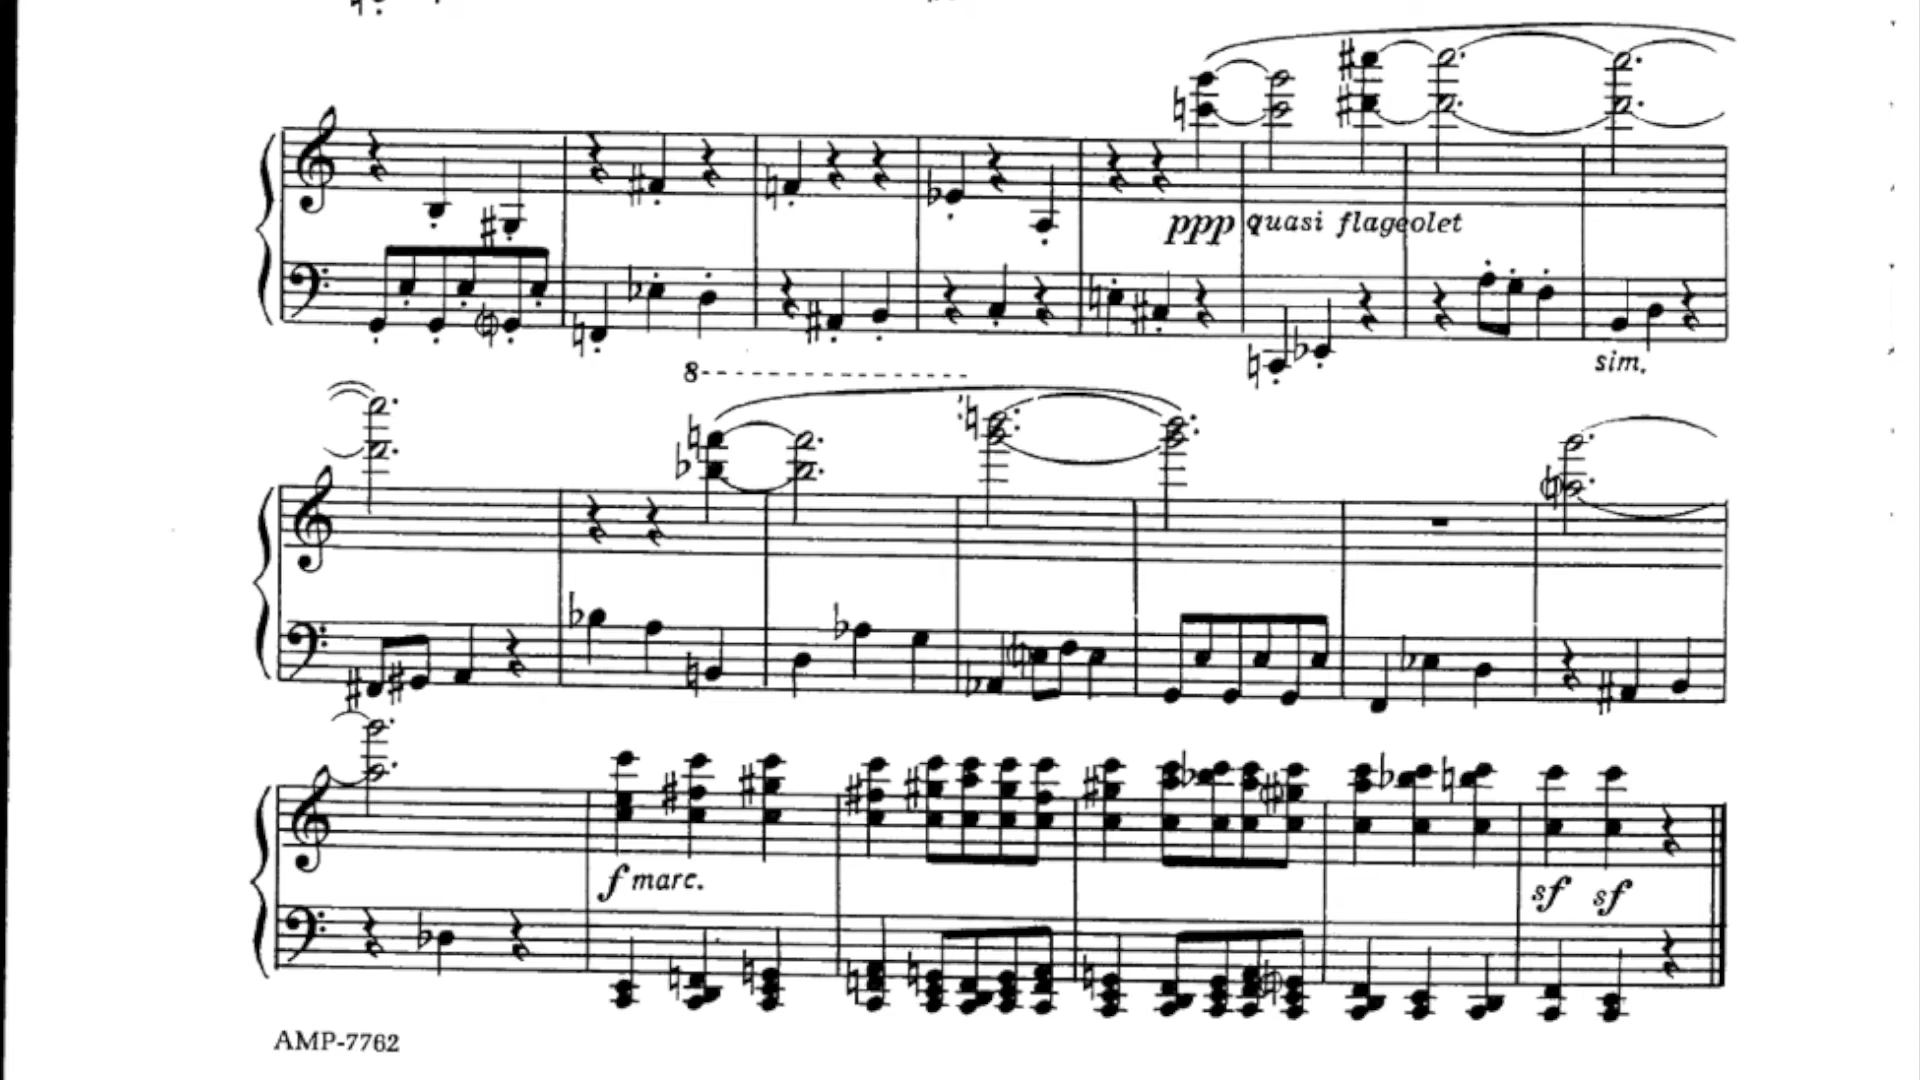 ppp quasi flageolet
sim.
8
f marc.
sf sf
AMP-7762